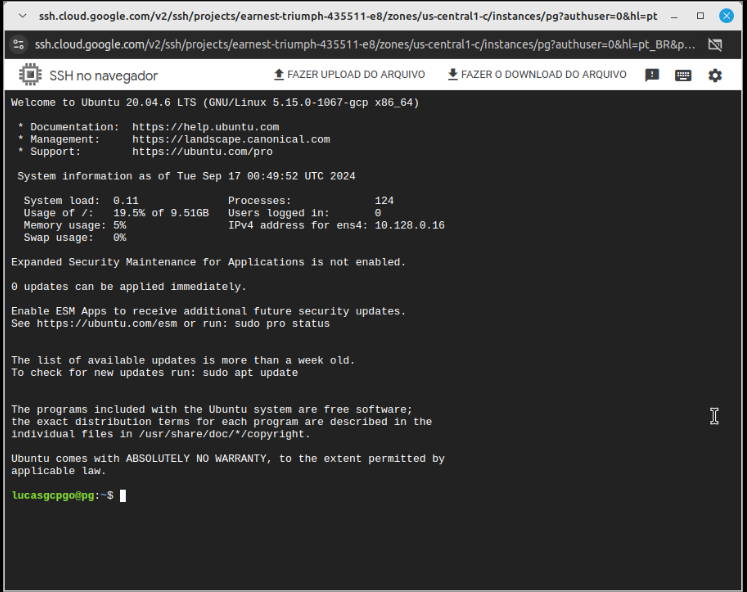 ssh.cloud.google.com/v2/ssh/projects/earnest-triumph-435511-e8/zones/us-central1-c/instances/pg?authuser=0&hl=pt
ssh.cloud.google.com/v2/ssh/projects/earnest-triumph-435511-e8/zones/us-central1-c/instances/pg?authuser=0&hl=pt_BR&p...
SSH no navegador
FAZER UPLOAD DO ARQUIVO
FAZER O DOWNLOAD DO ARQUIVO
Welcome to Ubuntu 20.04.6 LTS (GNU/Linux 5.15.0-1067-gcp x86_64)
* Documentation: https://help.ubuntu.com
* Management: https://landscape.canonical.com
* Support: https://ubuntu.com/pro
System information as of Tue Sep 17 00:49:52 UTC 2024
System load: 0.11 Processes: 124
Usage of /: 19.5% of 9.51GB Users logged in: 0
Memory usage: 5% IPv4 address for ens4: 10.128.0.16
Swap usage: 0%
Expanded Security Maintenance for Applications is not enabled.
0 updates can be applied immediately.
Enable ESM Apps to receive additional future security updates.
See https://ubuntu.com/esm or run: sudo pro status
The list of available updates is more than a week old.
To check for new updates run: sudo apt update
The programs included with the Ubuntu system are free software;
the exact distribution terms for each program are described in the
individual files in /usr/share/doc/*/copyright.
Ubuntu comes with ABSOLUTELY NO WARRANTY, to the extent permitted by
applicable law.
lucasgcpgo@pg:~$